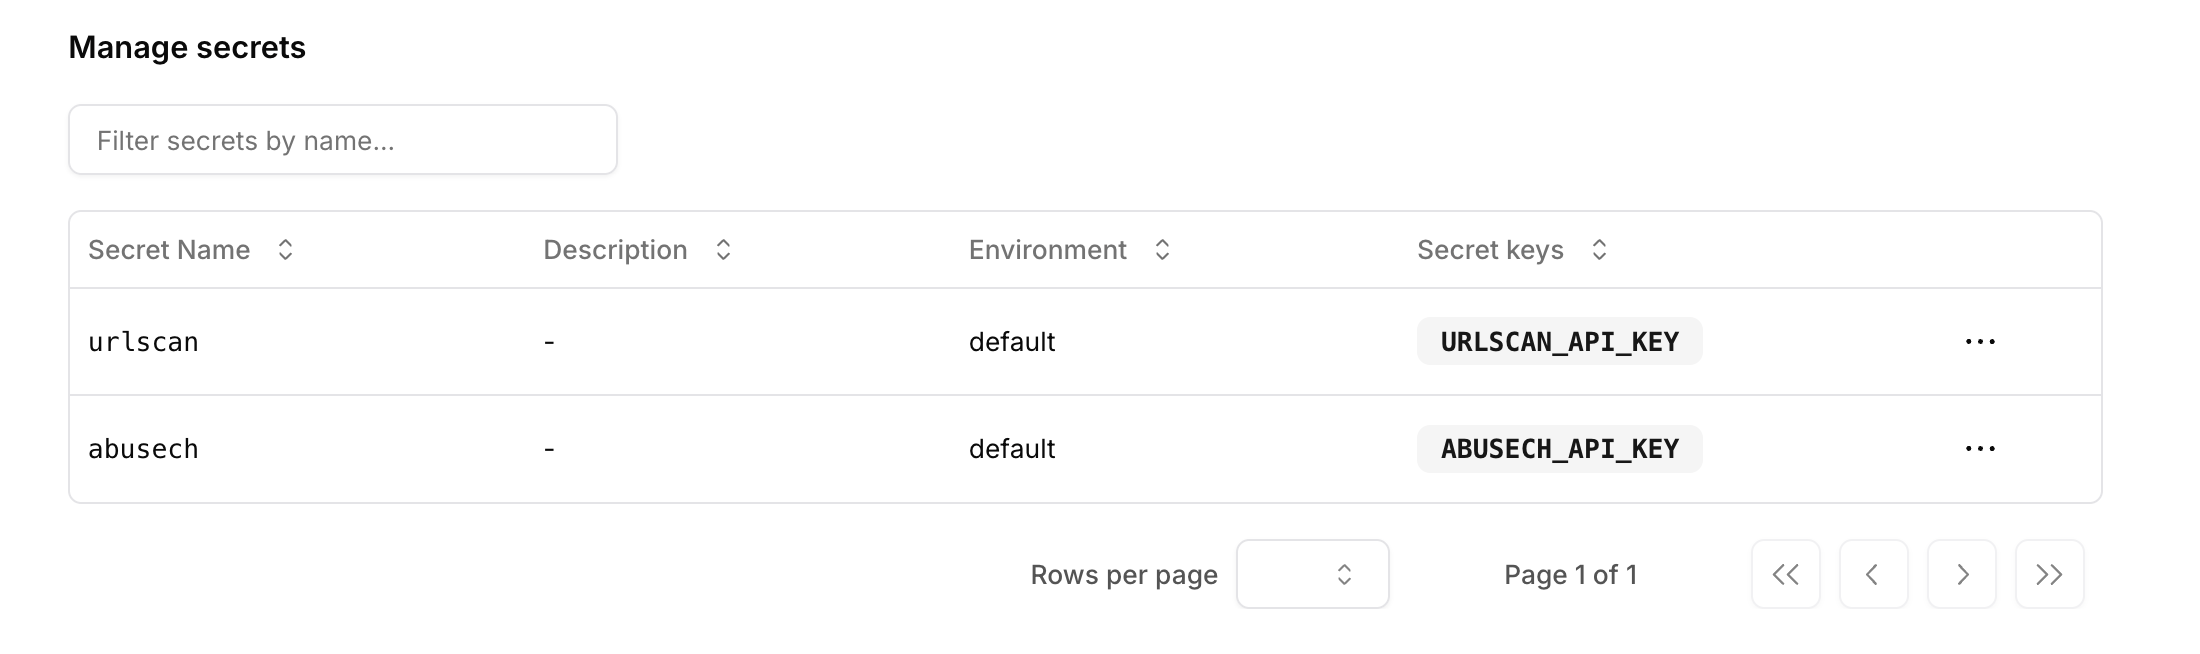 Manage secrets
Filter secrets by name...
Secret Name Description Environment Secret keys
urlscan - default URLSCAN_API_KEY ...
abusech - default ABUSECH_API_KEY ...
Rows per page Page 1 of 1